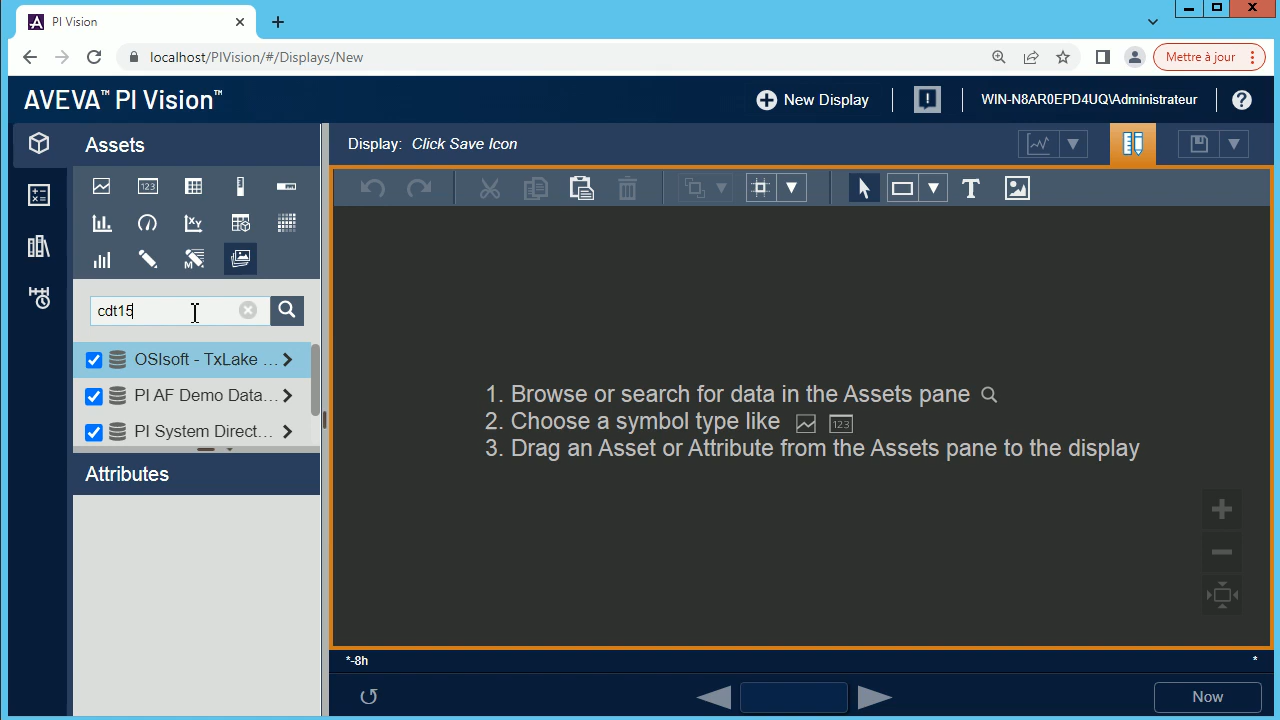 PI Vision
localhost/PIVision/#/Displays/New
Mettre à jour
AVEVA™ PI Vision™
New Display
WIN-N8AR0EPD4UQ\Administrateur
Assets
Display: Click Save Icon
123
XY
T
M
cdt15
OSIsoft - TxLake ...
PI AF Demo Data...
PI System Direct...
1. Browse or search for data in the Assets pane
2. Choose a symbol type like 123
3. Drag an Asset or Attribute from the Assets pane to the display
Attributes
*-8h
*
Now